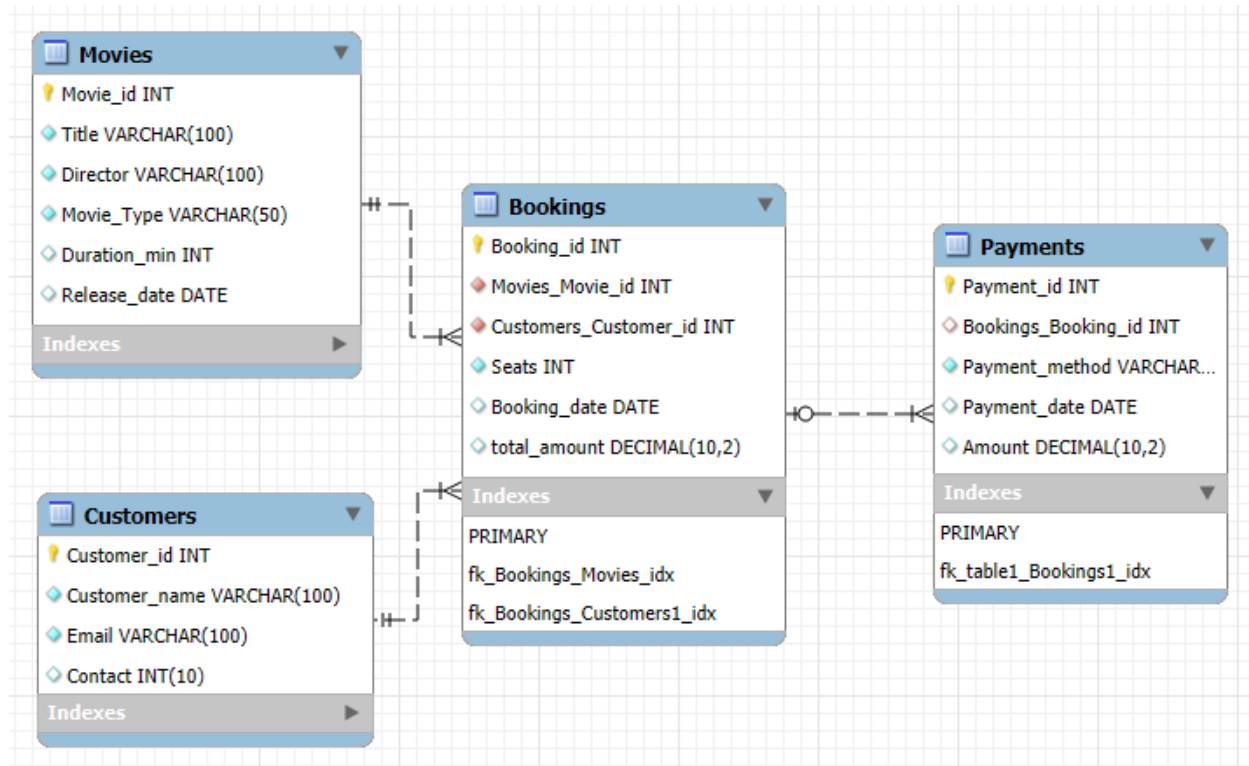 Movies
Movie_id INT
Title VARCHAR(100)
Director VARCHAR(100)
Movie_Type VARCHAR(50)
Duration_min INT
Release_date DATE
Indexes
Customers
Customer_id INT
Customer_name VARCHAR(100)
Email VARCHAR(100)
Contact INT(10)
Indexes
Bookings
Booking_id INT
Movies_Movie_id INT
Customers_Customer_id INT
Seats INT
Booking_date DATE
total_amount DECIMAL(10,2)
Indexes
PRIMARY
fk_Bookings_Movies_idx
fk_Bookings_Customers1_idx
Payments
Payment_id INT
Bookings_Booking_id INT
Payment_method VARCHAR...
Payment_date DATE
Amount DECIMAL(10,2)
Indexes
PRIMARY
fk_table1_Bookings1_idx